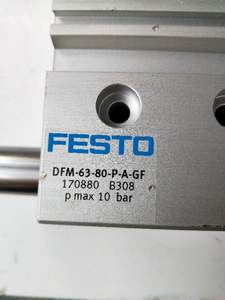 FESTO
DFM-63-80-P-A-GF
170880 B308
p max 10 bar